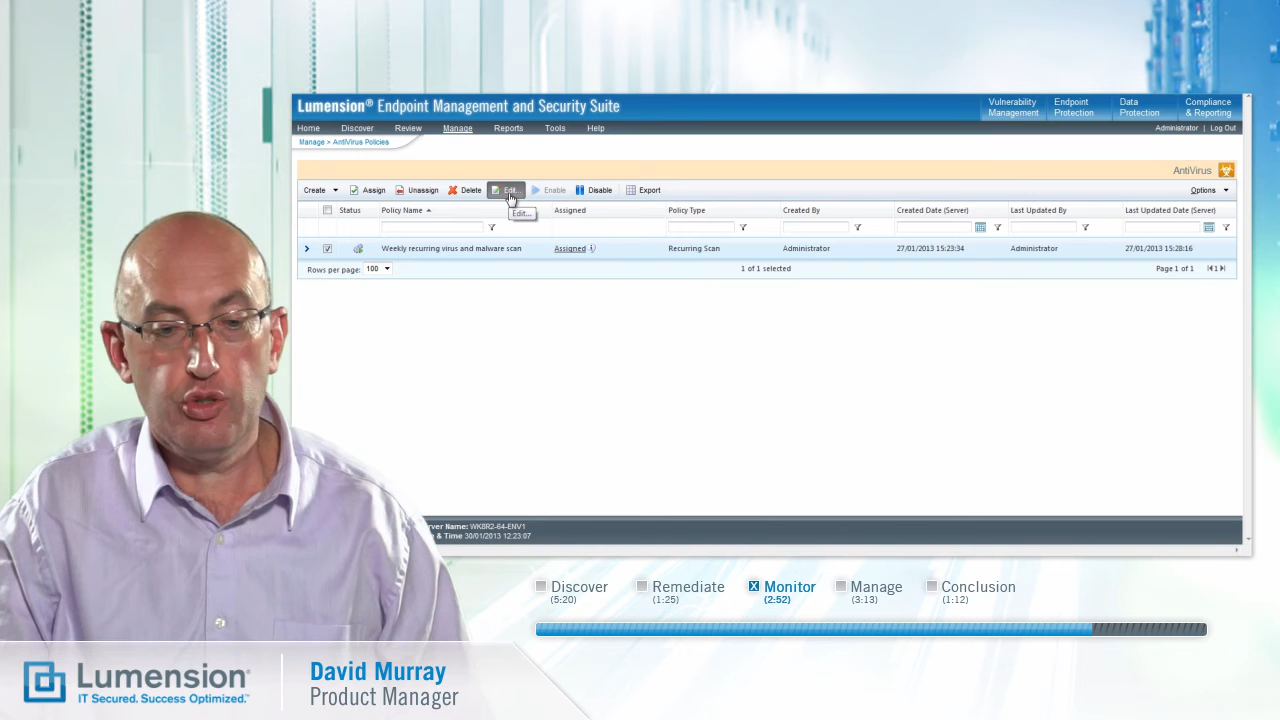 Lumension® Endpoint Management and Security Suite
Vulnerability Management
Endpoint Protection
Data Protection
Compliance & Reporting
Home Discover Review Manage Reports Tools Help
Administrator | Log Out
Manage > AntiVirus Policies
AntiVirus
Create Assign Unassign Delete Edit... Enable Disable Export Options
Status Policy Name Assigned Policy Type Created By Created Date (Server) Last Updated By Last Updated Date (Server)
Edit...
Weekly recurring virus and malware scan Assigned Recurring Scan Administrator 27/01/2013 15:23:34 Administrator 27/01/2013 15:28:16
Rows per page: 100 1 of 1 selected Page 1 of 1 1
rver Name: WK8R2-64-ENV1
& Time 30/01/2013 12:23:07
Discover Remediate X Monitor Manage Conclusion
(5:20) (1:25) (2:52) (3:13) (1:12)
Lumension®
IT Secured. Success Optimized.™
David Murray
Product Manager